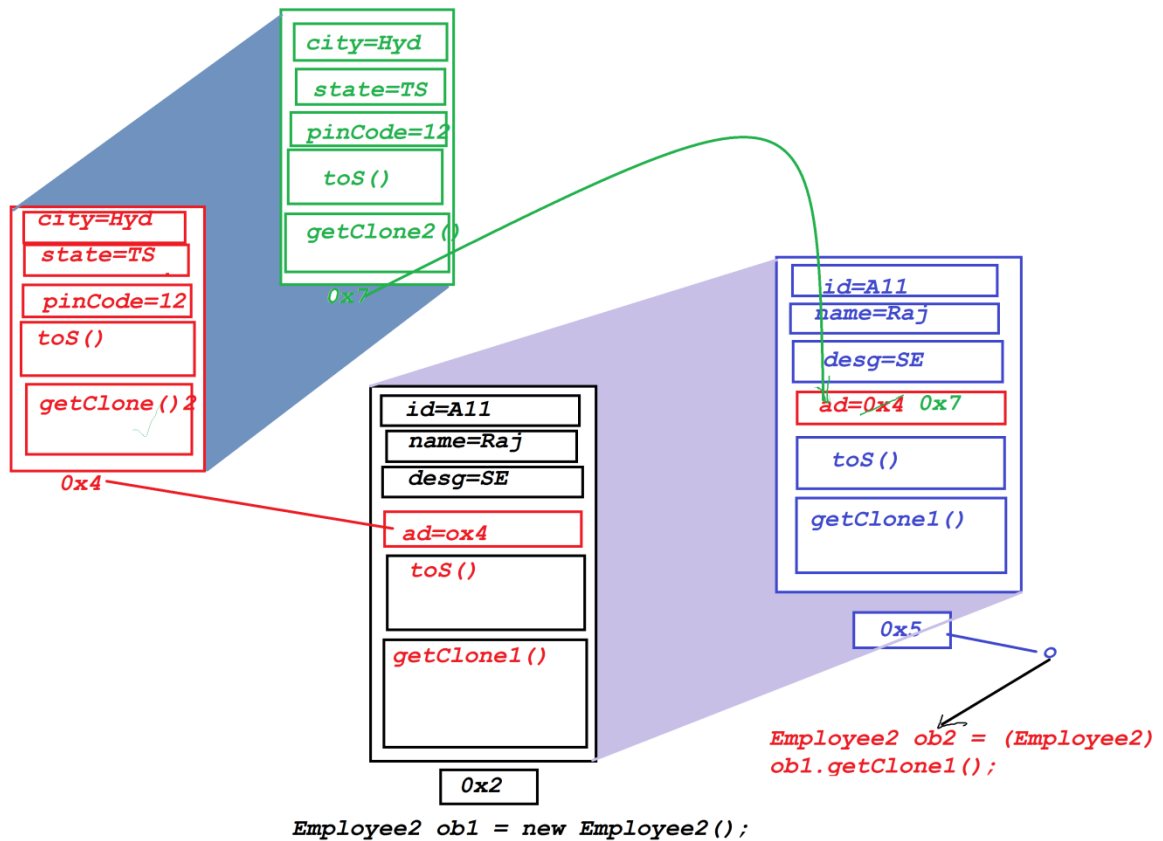 city=Hyd
state=TS
pinCode=12
toS()
getClone2()
0x7
city=Hyd
state=TS
pinCode=12
toS()
getClone()2
0x4
id=A11
name=Raj
desg=SE
ad=ox4
toS()
getClone1()
0x2
Employee2 ob1 = new Employee2();
id=A11
name=Raj
desg=SE
ad=0x4 0x7
toS()
getClone1()
0x5
o
Employee2 ob2 = (Employee2)
ob1.getClone1();